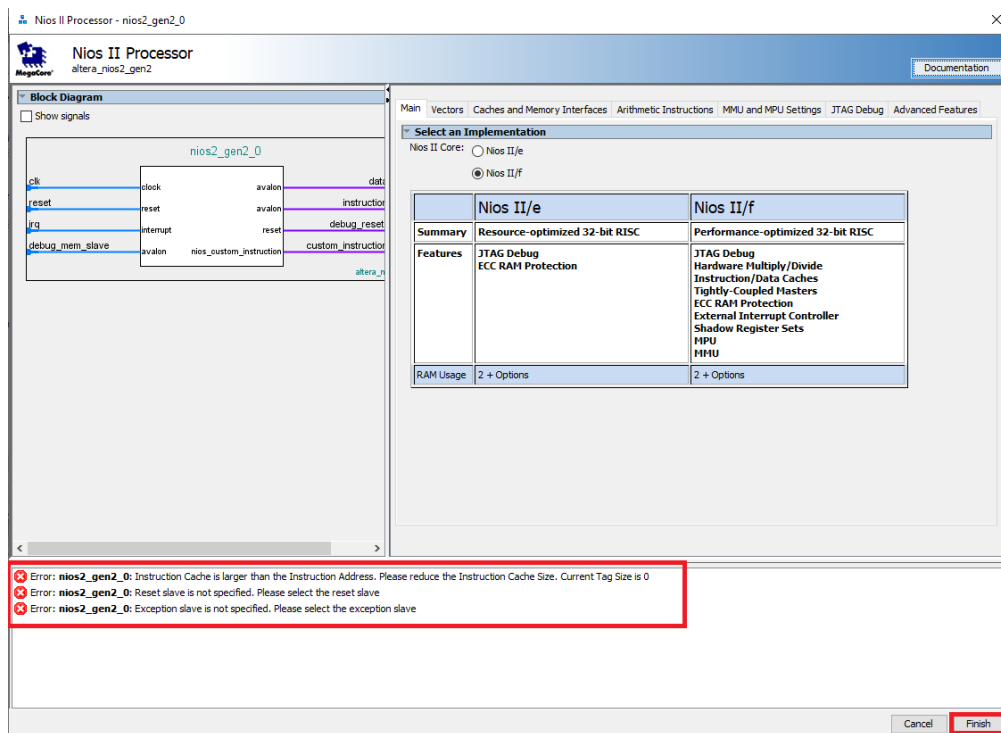 Nios II Processor - nios2_gen2_0
Nios II Processor
altera_nios2_gen2
MegaCore'
Documentation
Block Diagram
Show signals
nios2_gen2_0
clk
clock
avalon
data
reset
reset
avalon
instruction
irq
interrupt
reset
debug_reset
debug_mem_slave
avalon
nios_custom_instruction
custom_instruction
altera_n
Main Vectors Caches and Memory Interfaces Arithmetic Instructions MMU and MPU Settings JTAG Debug Advanced Features
Select an Implementation
Nios II Core: Nios II/e
Nios II/f
Nios II/e Nios II/f
Summary Resource-optimized 32-bit RISC Performance-optimized 32-bit RISC
Features JTAG Debug JTAG Debug
ECC RAM Protection Hardware Multiply/Divide
Instruction/Data Caches
Tightly-Coupled Masters
ECC RAM Protection
External Interrupt Controller
Shadow Register Sets
MPU
MMU
RAM Usage 2 + Options 2 + Options
Error: nios2_gen2_0: Instruction Cache is larger than the Instruction Address. Please reduce the Instruction Cache Size. Current Tag Size is 0
Error: nios2_gen2_0: Reset slave is not specified. Please select the reset slave
Error: nios2_gen2_0: Exception slave is not specified. Please select the exception slave
Cancel Finish